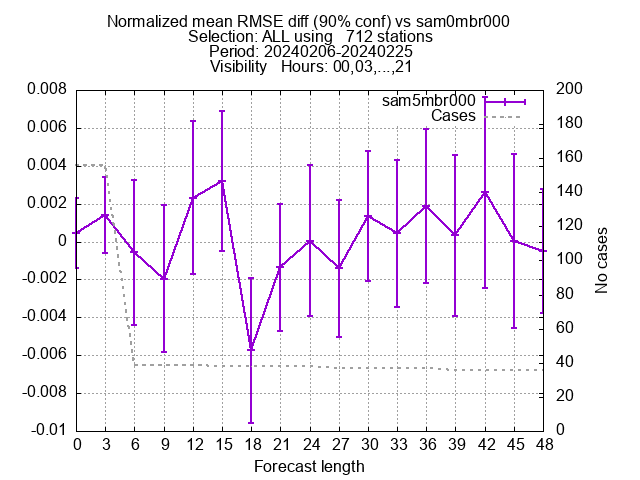 Normalized mean RMSE diff (90% conf) vs sam0mbr000
Selection: ALL using   712 stations
Period: 20240206-20240225
Visibility   Hours: 00,03,...,21
sam5mbr000
Cases
0.008
0.006
0.004
0.002
0
-0.002
-0.004
-0.006
-0.008
-0.01
200
180
160
140
120
100
80
60
40
20
0
No cases
0 3 6 9 12 15 18 21 24 27 30 33 36 39 42 45 48
Forecast length